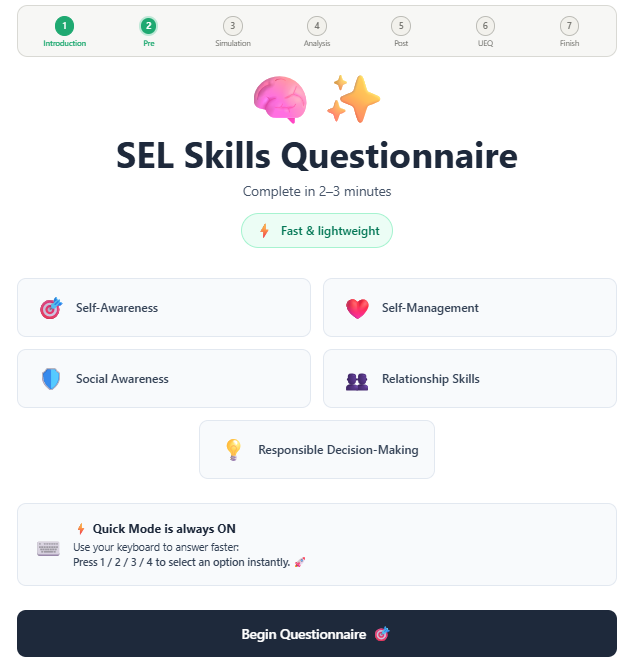 1 2 3 4 5 6 7
Introduction Pre Simulation Analysis Post UEQ Finish
SEL Skills Questionnaire
Complete in 2–3 minutes
Fast & lightweight
Self-Awareness
Self-Management
Social Awareness
Relationship Skills
Responsible Decision-Making
Quick Mode is always ON
Use your keyboard to answer faster:
Press 1 / 2 / 3 / 4 to select an option instantly.
Begin Questionnaire